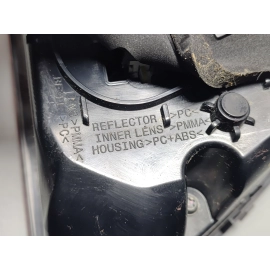 REFLECTOR >PC<
INNER LENS >PMMA<
HOUSING>PC+ABS<
>PMMA<
>PC<